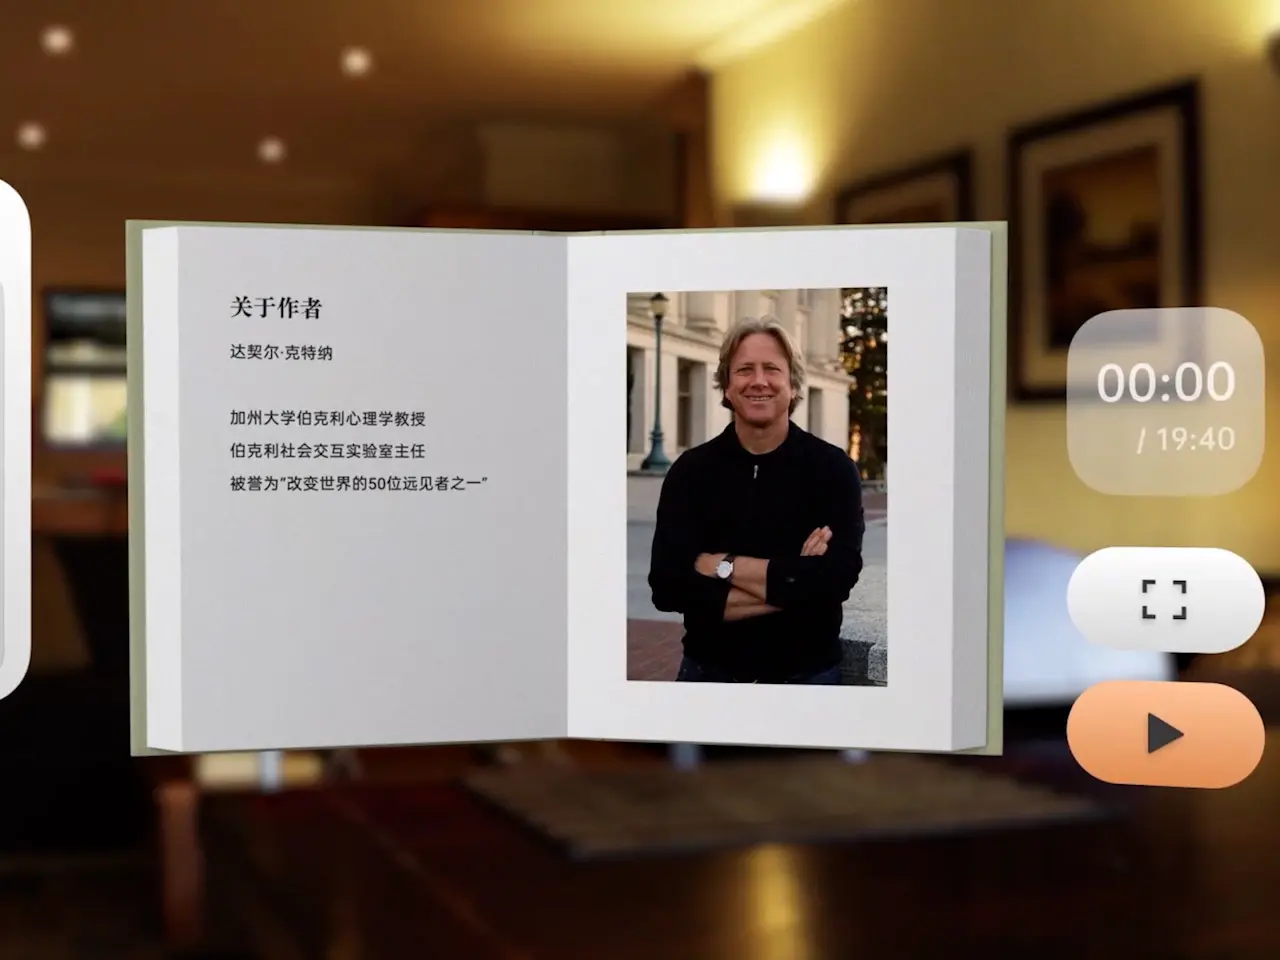 关于作者
达契尔·克特纳
加州大学伯克利心理学教授
伯克利社会交互实验室主任
被誉为“改变世界的50位远见者之一”
00:00
/ 19:40